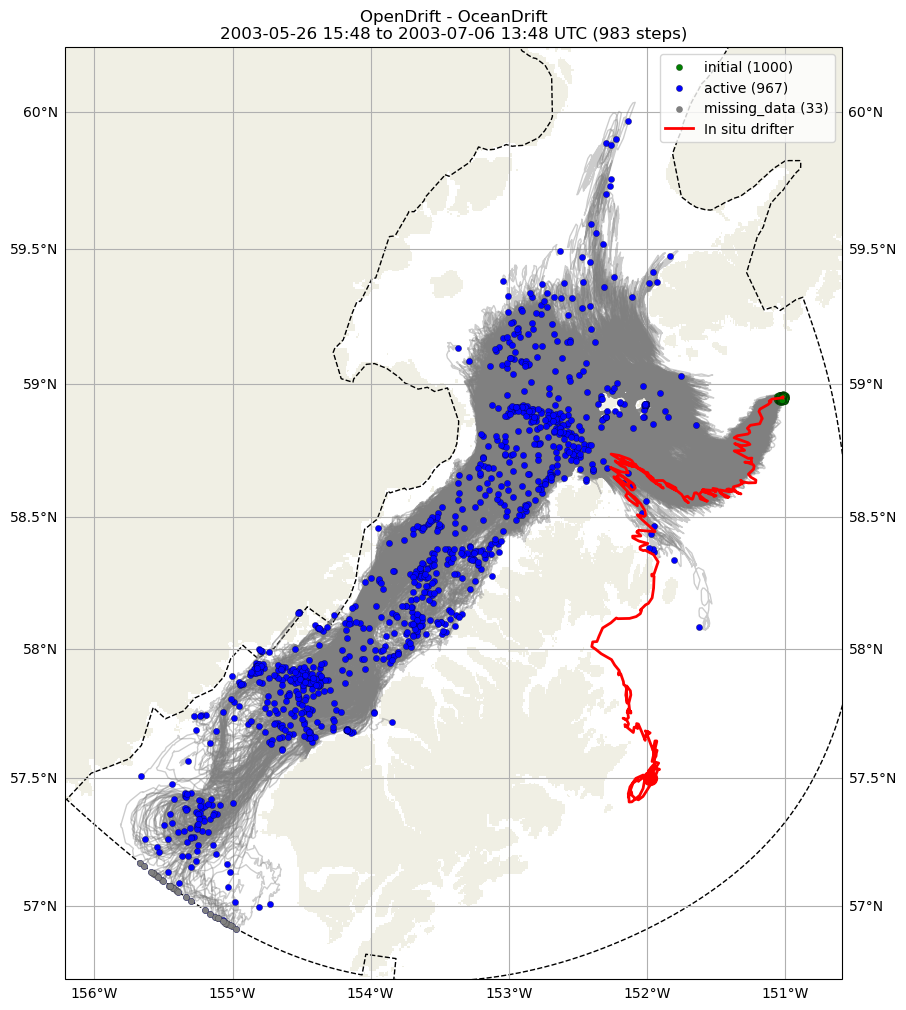 OpenDrift - OceanDrift
2003-05-26 15:48 to 2003-07-06 13:48 UTC (983 steps)
initial (1000)
active (967)
missing_data (33)
In situ drifter
60°N
60°N
59.5°N
59.5°N
59°N
59°N
58.5°N
58.5°N
58°N
58°N
57.5°N
57.5°N
57°N
57°N
156°W
155°W
154°W
153°W
152°W
151°W